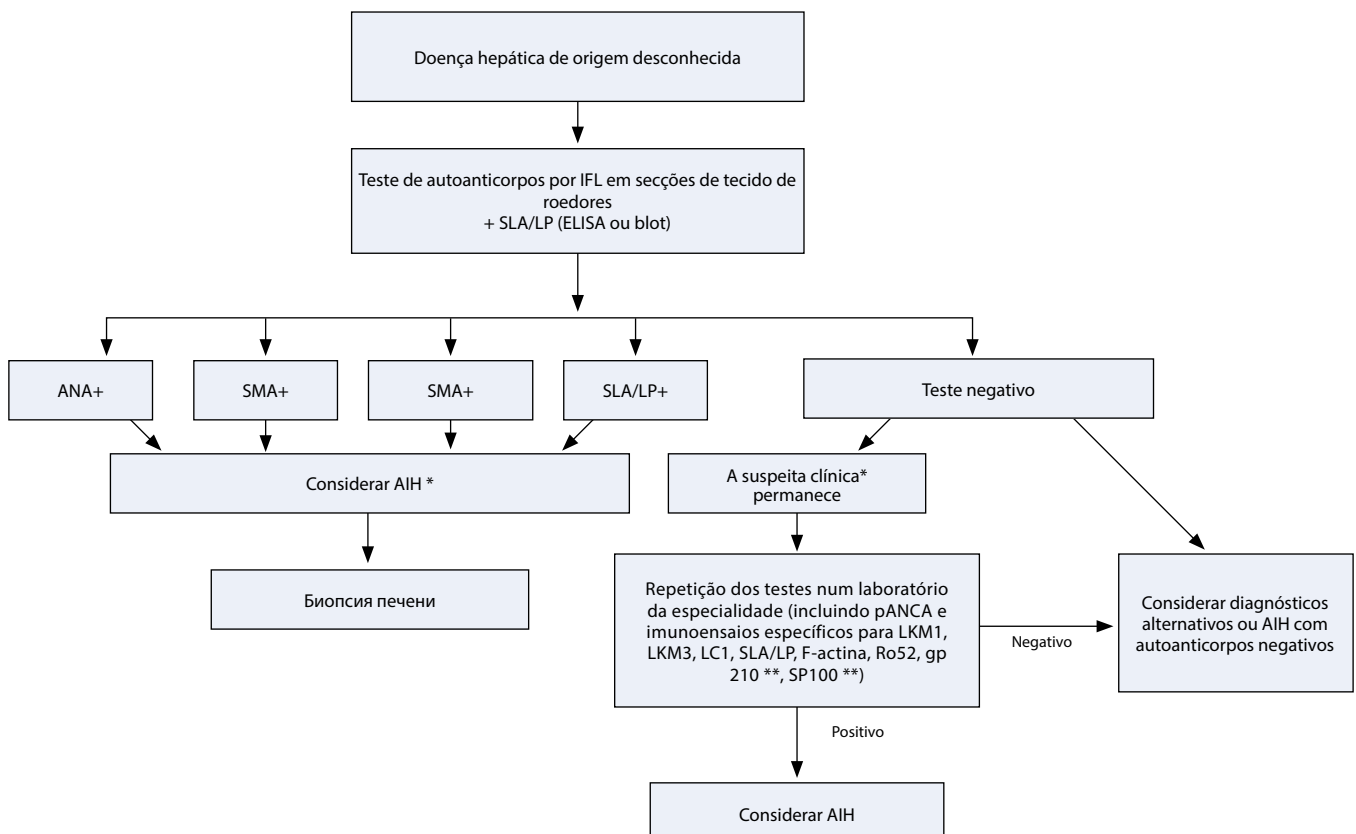 Doença hepática de origem desconhecida
Teste de autoanticorpos por IFL em secções de tecido de
roedores
+ SLA/LP (ELISA ou blot)
ANA+
SMA+
SMA+
SLA/LP+
Teste negativo
Considerar AIH *
A suspeita clínica*
permanece
Биопсия печени
Repetição dos testes num laboratório
da especialidade (incluindo pANCA e
imunoensaios específicos para LKM1,
LKM3, LC1, SLA/LP, F-actina, Ro52, gp
210 **, SP100 **)
Negativo
Considerar diagnósticos
alternativos ou AIH com
autoanticorpos negativos
Positivo
Considerar AIH